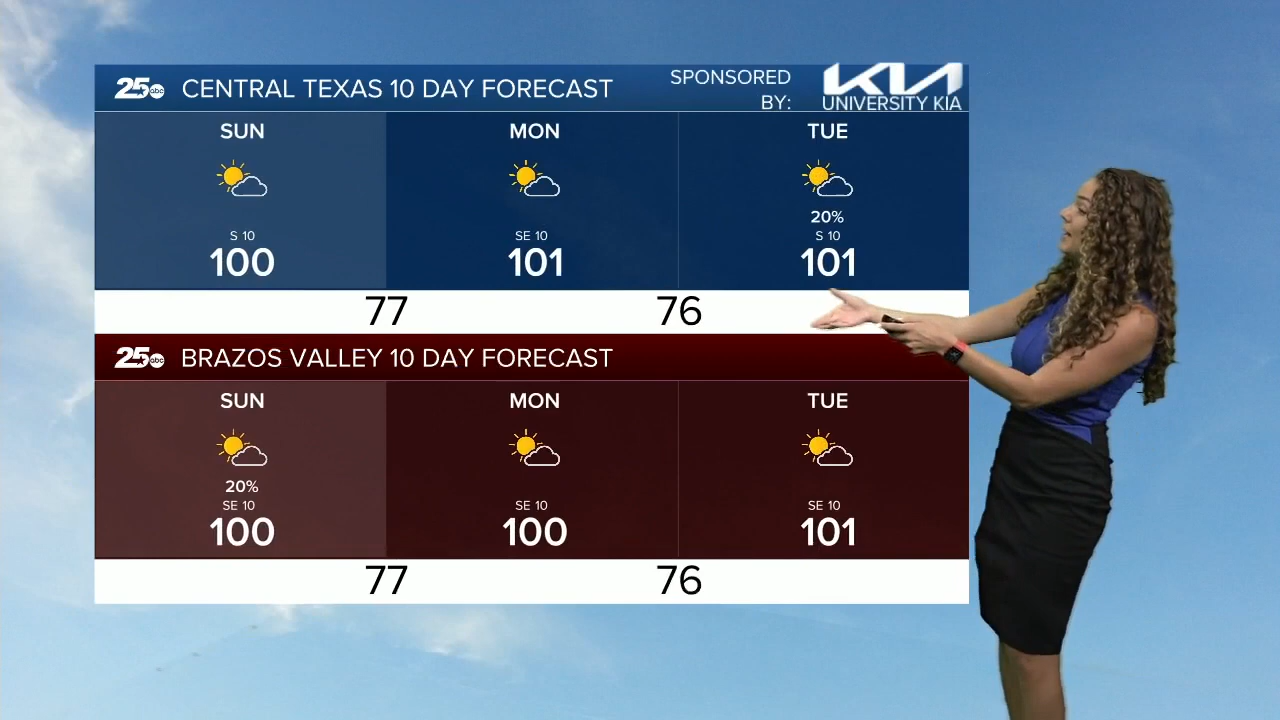 25 abc CENTRAL TEXAS 10 DAY FORECAST SPONSORED BY: KIA UNIVERSITY KIA
SUN MON TUE
20%
S 10 SE 10 S 10
100 101 101
77 76
25 abc BRAZOS VALLEY 10 DAY FORECAST
SUN MON TUE
20%
SE 10 SE 10 SE 10
100 100 101
77 76